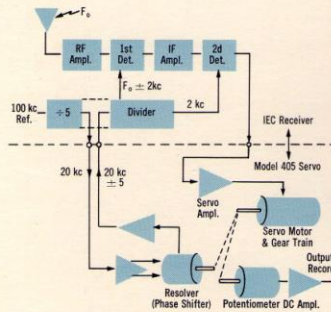 F₀
RF
Ampl.
1st
Det.
IF
Ampl.
2d
Det.
F₀ ± 2kc
2 kc
100 kc
Ref.
÷5
Divider
IEC Receiver
Model 405 Servo
20 kc
20 kc
± 5
Servo
Ampl.
Servo Motor
& Gear Train
Resolver
(Phase Shifter)
Potentiometer DC Ampl.
Output